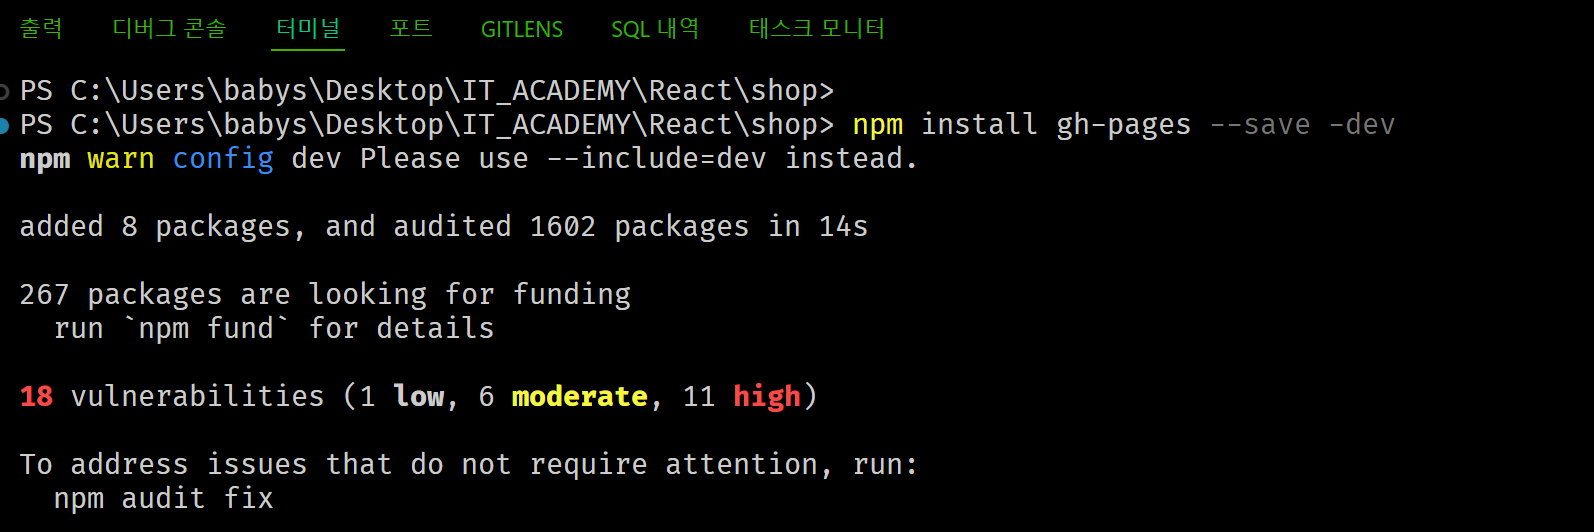 출력 디버그 콘솔 터미널 포트 GITLENS SQL 내역 태스크 모니터
PS C:\Users\babys\Desktop\IT_ACADEMY\React\shop>
PS C:\Users\babys\Desktop\IT_ACADEMY\React\shop> npm install gh-pages --save -dev
npm warn config dev Please use --include=dev instead.
added 8 packages, and audited 1602 packages in 14s
267 packages are looking for funding
  run `npm fund` for details
18 vulnerabilities (1 low, 6 moderate, 11 high)
To address issues that do not require attention, run:
  npm audit fix